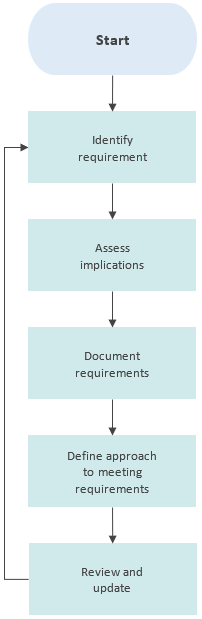 Start
Identify
requirement
Assess
implications
Document
requirements
Define approach
to meeting
requirements
Review and
update